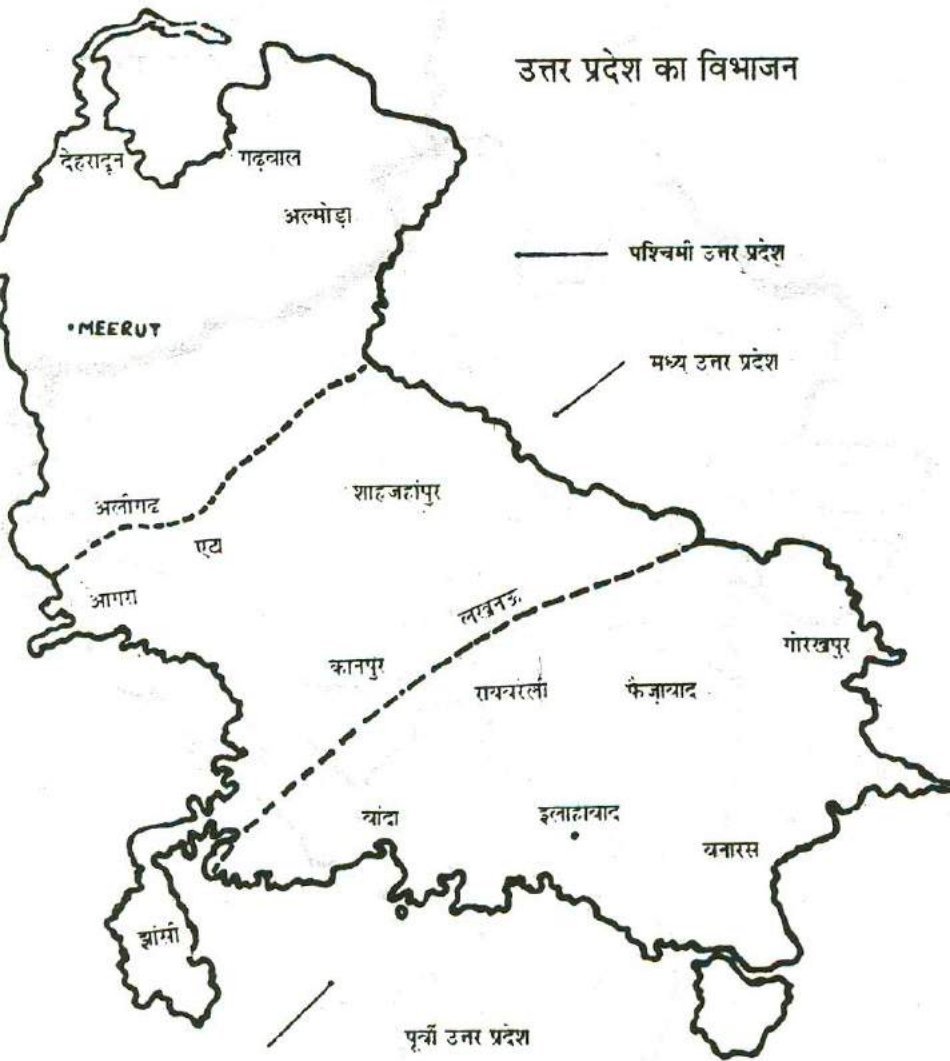 उत्तर प्रदेश का विभाजन
देहरादून
गढ़वाल
अल्मोड़ा
पश्चिमी उत्तर प्रदेश
MEERUT
मध्य उत्तर प्रदेश
शाहजहांपुर
अलीगढ
एटा
आगरा
लखनऊ
गोरखपुर
कानपुर
रायबरेली
फैज़ाबाद
बांदा
इलाहाबाद
बनारस
झांसी
पूर्वी उत्तर प्रदेश